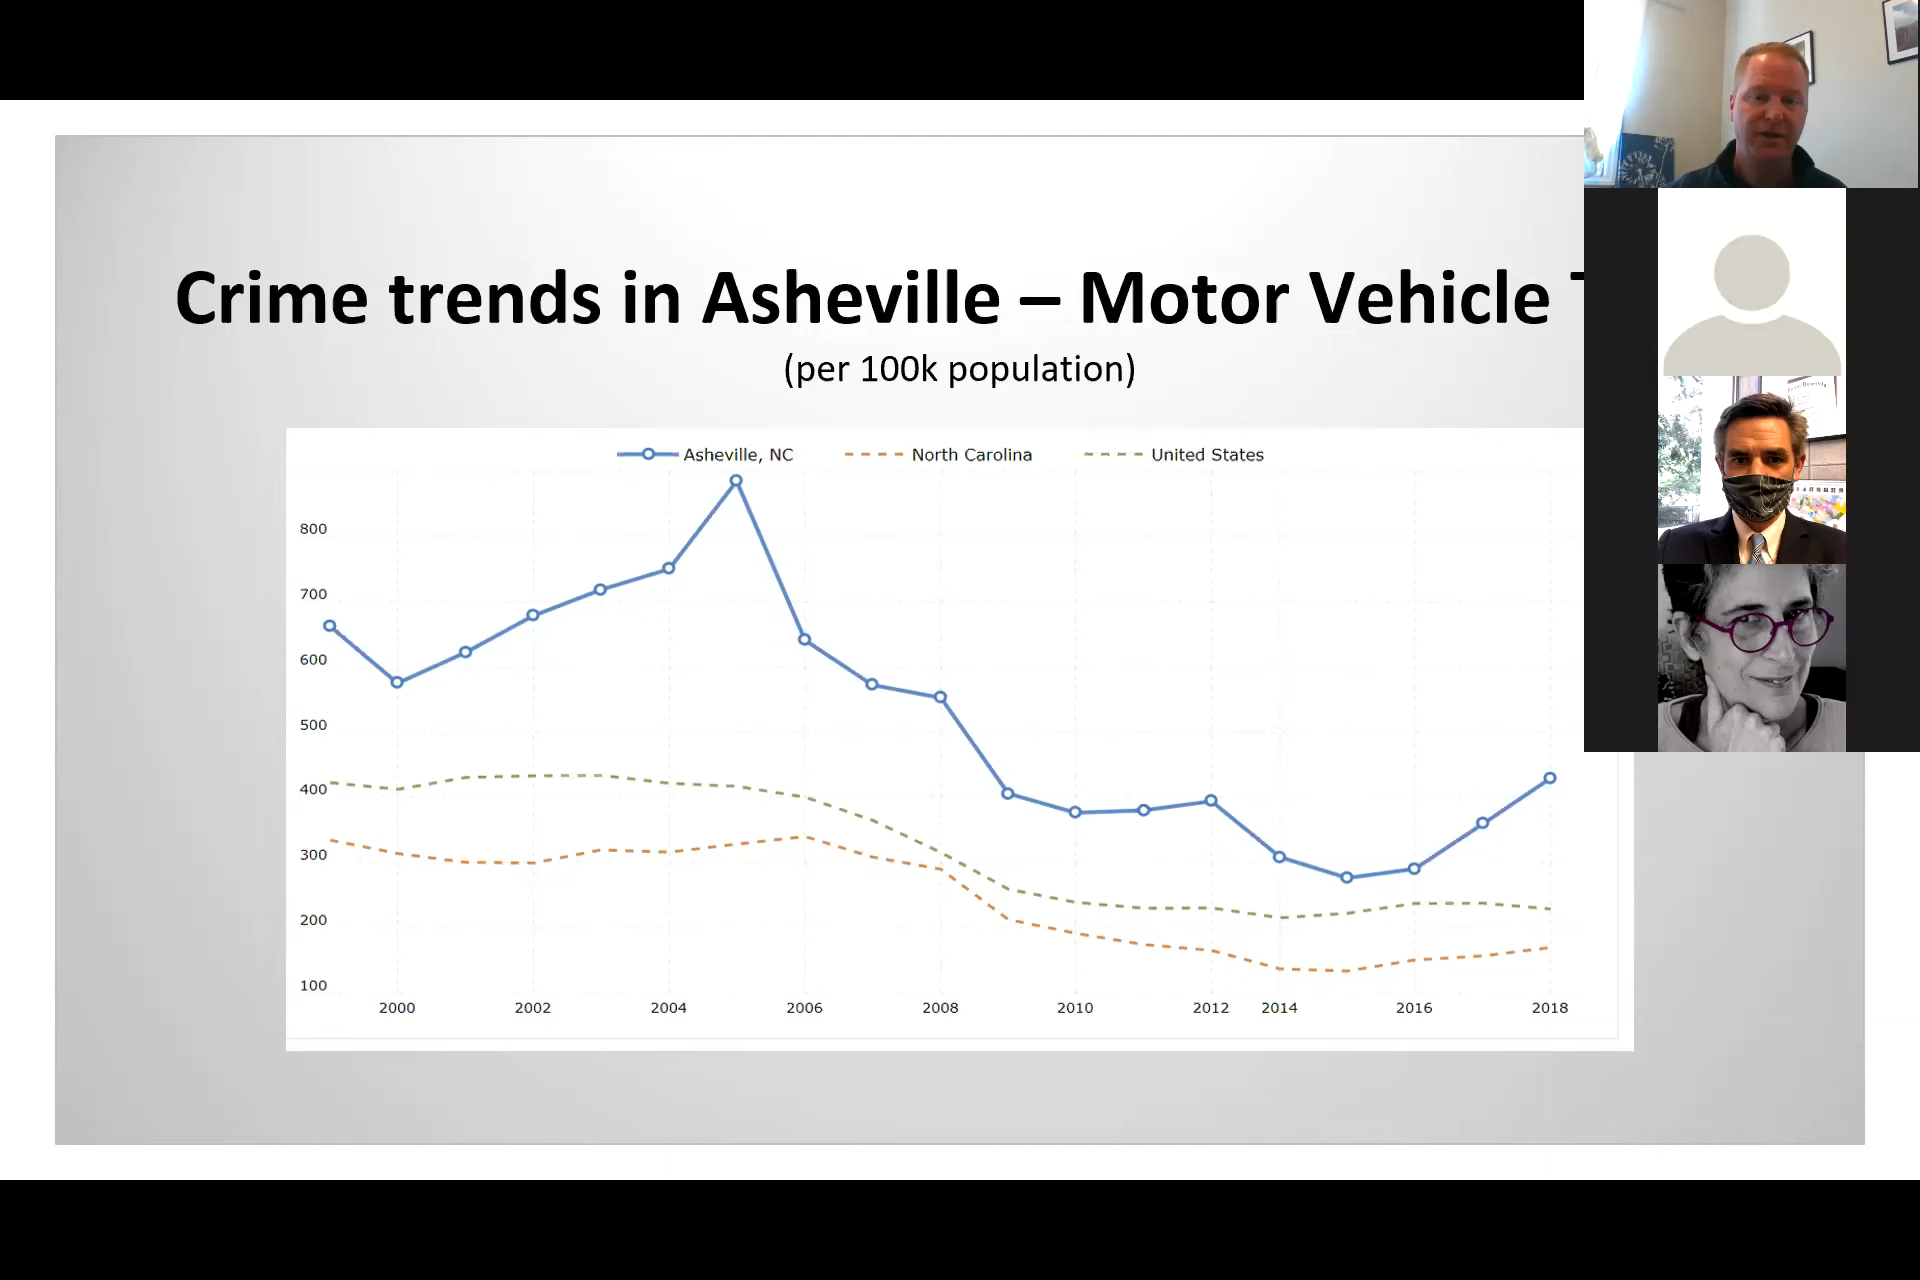 Crime trends in Asheville – Motor Vehicle
(per 100k population)
Asheville, NC North Carolina United States
800
700
600
500
400
300
200
100
2000 2002 2004 2006 2008 2010 2012 2014 2016 2018